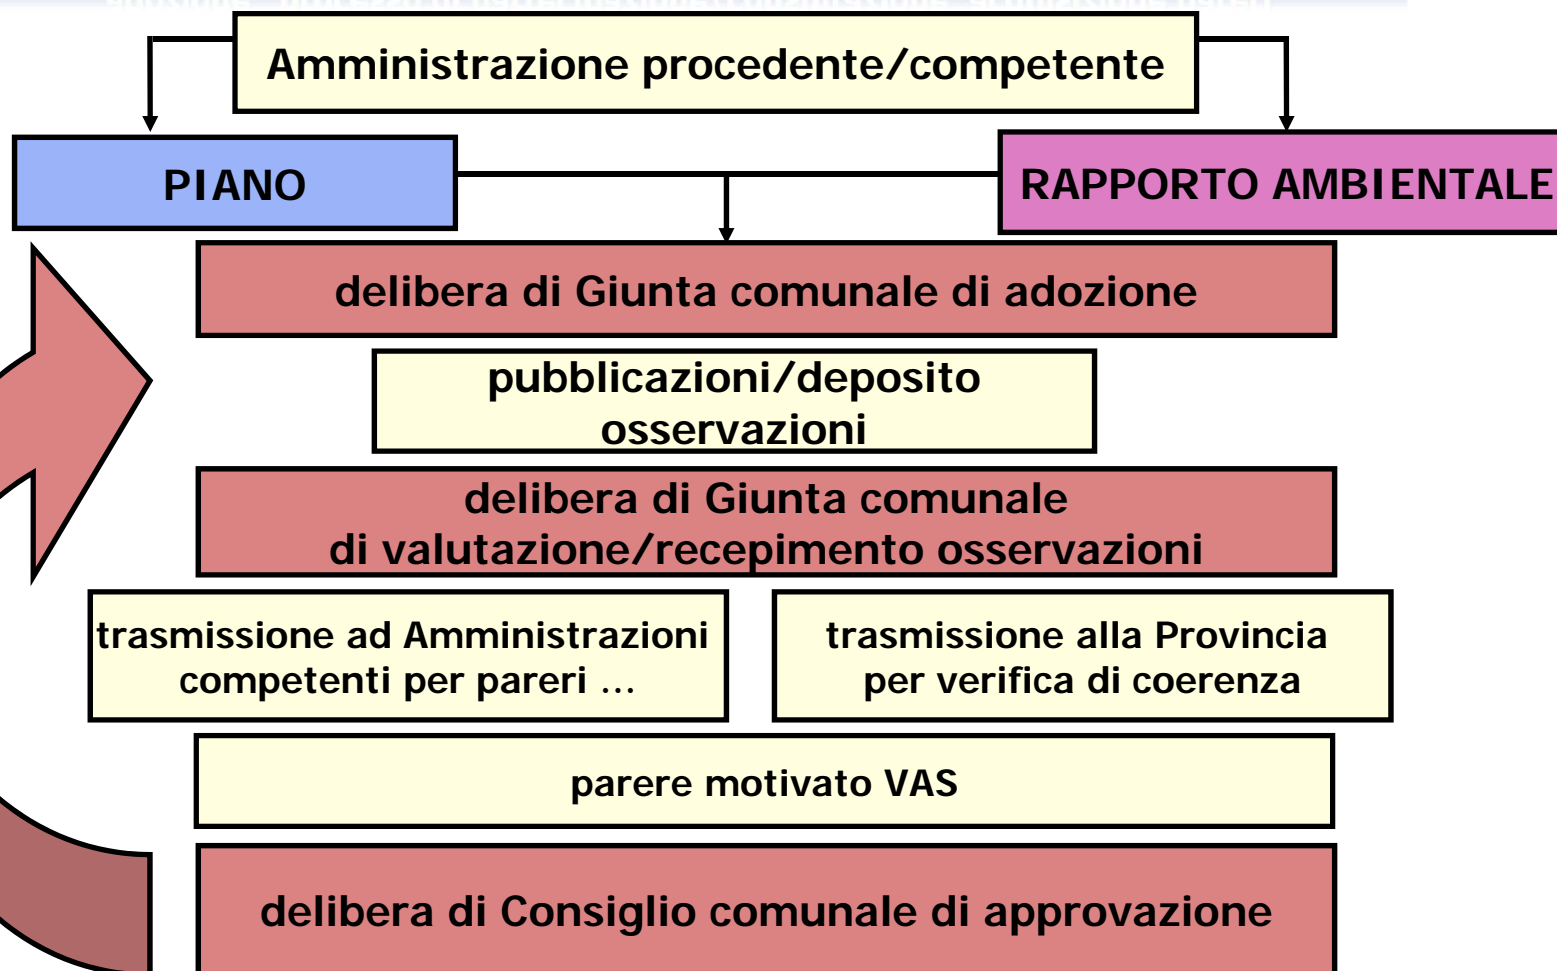 Amministrazione procedente/competente
PIANO
RAPPORTO AMBIENTALE
delibera di Giunta comunale di adozione
pubblicazioni/deposito
osservazioni
delibera di Giunta comunale
di valutazione/recepimento osservazioni
trasmissione ad Amministrazioni
competenti per pareri ...
trasmissione alla Provincia
per verifica di coerenza
parere motivato VAS
delibera di Consiglio comunale di approvazione